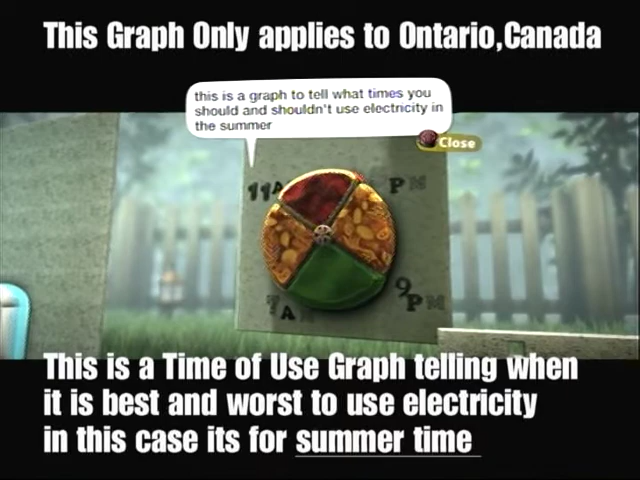 This Graph Only applies to Ontario,Canada
this is a graph to tell what times you
should and shouldn't use electricity in
the summer
Close
11A PM
7A 9PM
This is a Time of Use Graph telling when
it is best and worst to use electricity
in this case its for summer time